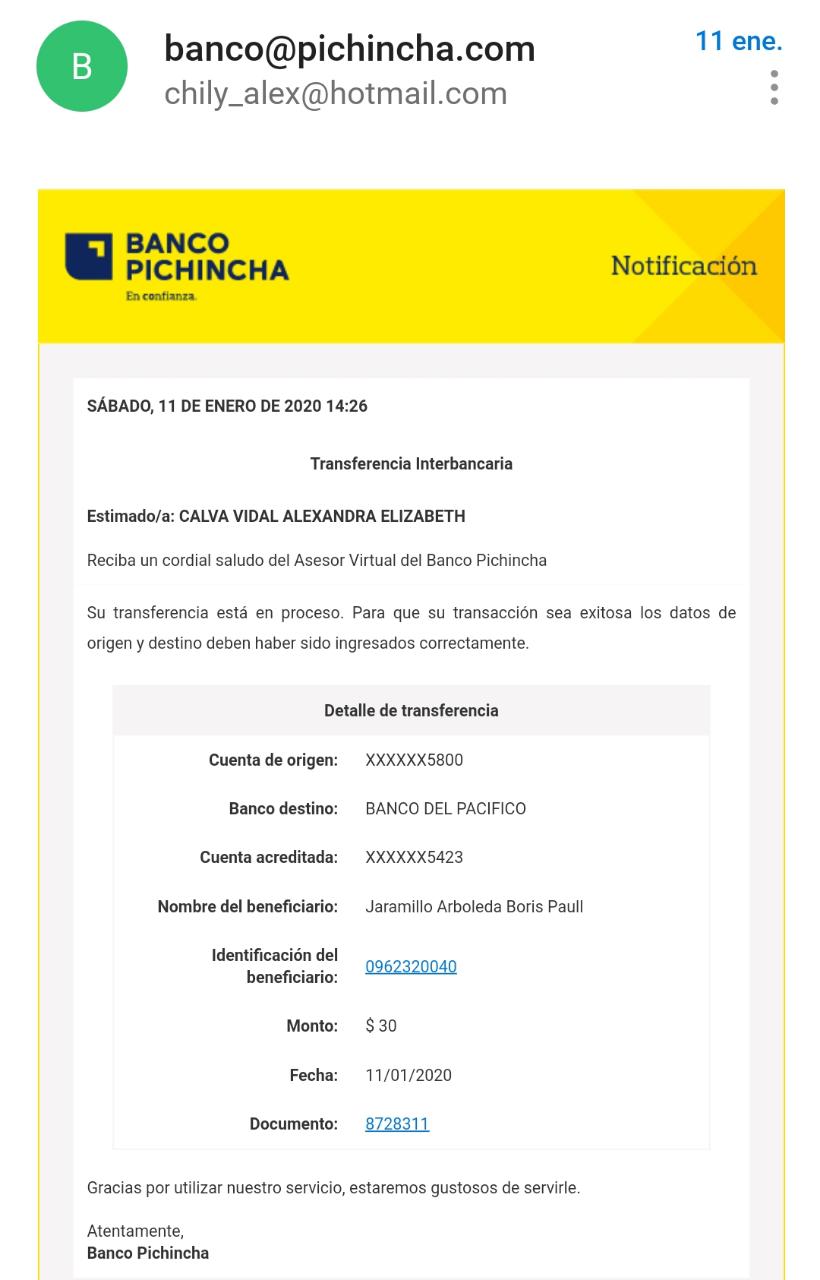 B
banco@pichincha.com
11 ene.
chily_alex@hotmail.com
BANCO
PICHINCHA
En confianza.
Notificación
SÁBADO, 11 DE ENERO DE 2020 14:26
Transferencia Interbancaria
Estimado/a: CALVA VIDAL ALEXANDRA ELIZABETH
Reciba un cordial saludo del Asesor Virtual del Banco Pichincha
Su transferencia está en proceso. Para que su transacción sea exitosa los datos de
origen y destino deben haber sido ingresados correctamente.
Detalle de transferencia
Cuenta de origen: XXXXXX5800
Banco destino: BANCO DEL PACIFICO
Cuenta acreditada: XXXXXX5423
Nombre del beneficiario: Jaramillo Arboleda Boris Paull
Identificación del
beneficiario: 0962320040
Monto: $ 30
Fecha: 11/01/2020
Documento: 8728311
Gracias por utilizar nuestro servicio, estaremos gustosos de servirle.
Atentamente,
Banco Pichincha